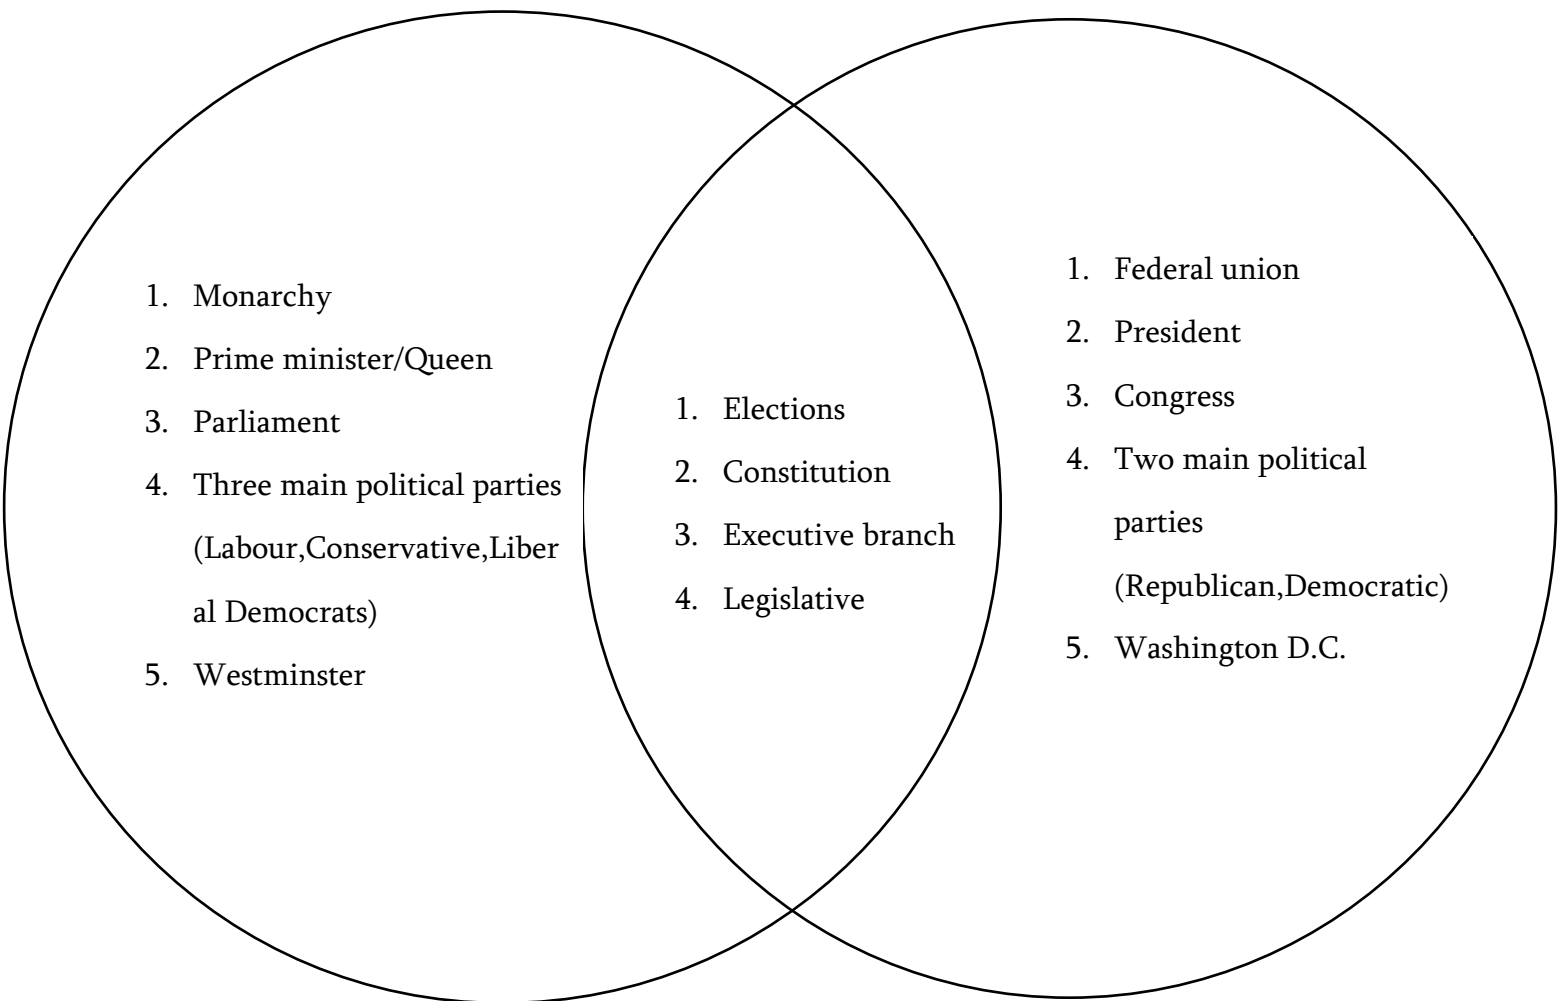 1. Monarchy
2. Prime minister/Queen
3. Parliament
4. Three main political parties
(Labour,Conservative,Liber
al Democrats)
5. Westminster
1. Elections
2. Constitution
3. Executive branch
4. Legislative
1. Federal union
2. President
3. Congress
4. Two main political
parties
(Republican,Democratic)
5. Washington D.C.